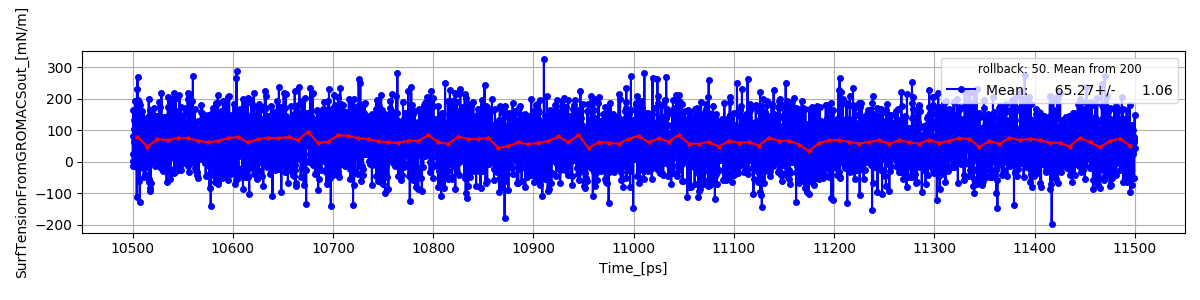 SurfTensionFromGROMACSout_[mN/m]
300
200
100
0
−100
−200
rollback: 50. Mean from 200
Mean: 65.27+/- 1.06
10500 10600 10700 10800 10900 11000 11100 11200 11300 11400 11500
Time_[ps]